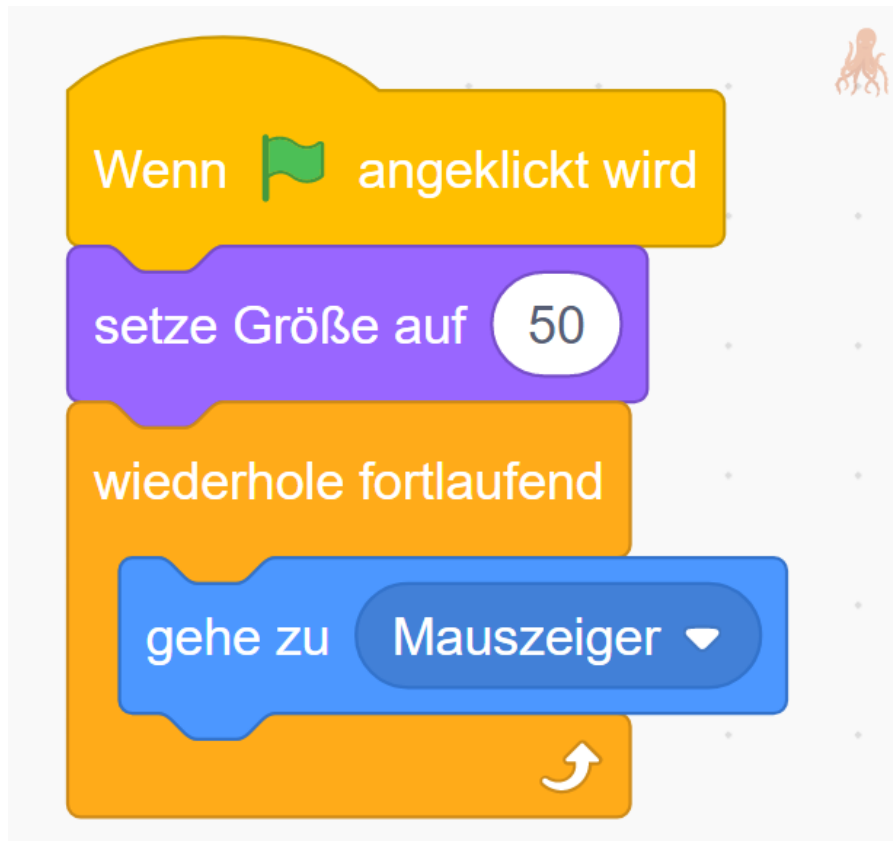 Wenn angeklickt wird
setze Größe auf 50
wiederhole fortlaufend
gehe zu Mauszeiger